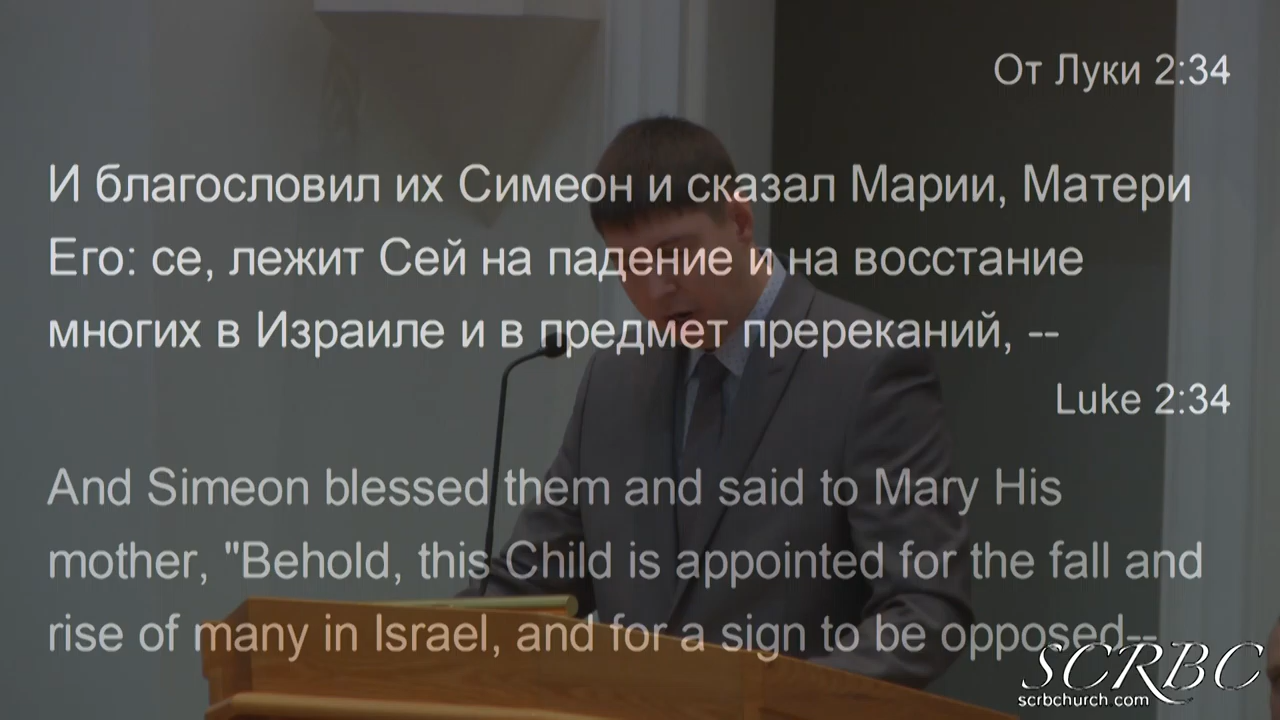 От Луки 2:34
И благословил их Симеон и сказал Марии, Матери
Его: се, лежит Сей на падение и на восстание
многих в Израиле и в предмет пререканий, --
Luke 2:34
And Simeon blessed them and said to Mary His
mother, "Behold, this Child is appointed for the fall and
rise of many in Israel, and for a sign to be opposed--
SCRBC
scrbchurch.com